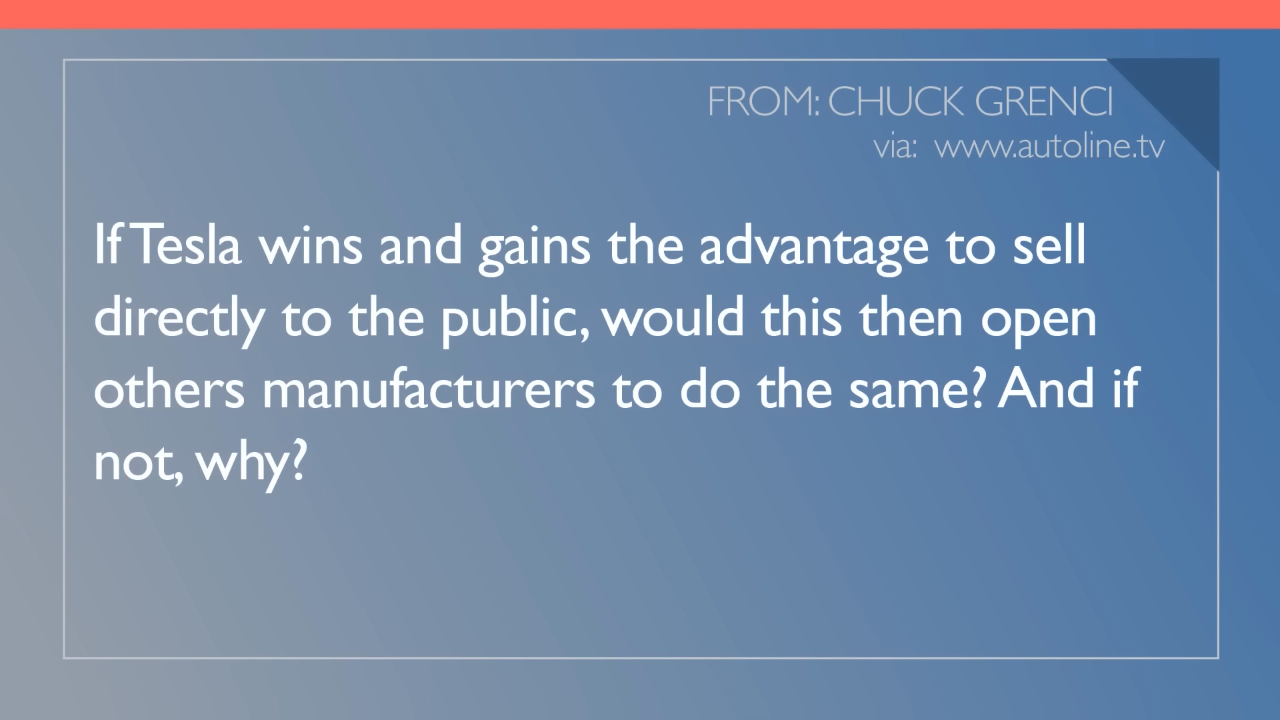 FROM: CHUCK GRENCI
via: www.autoline.tv
If Tesla wins and gains the advantage to sell
directly to the public, would this then open
others manufacturers to do the same? And if
not, why?